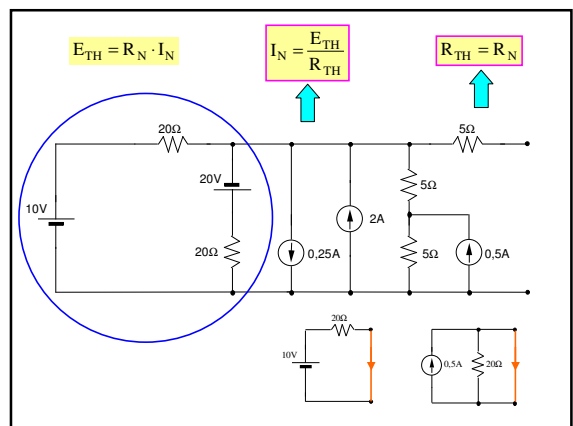 E_TH = R_N · I_N
I_N = E_TH / R_TH
R_TH = R_N
20Ω
5Ω
20V
5Ω
10V
2A
20Ω
0,25A
5Ω
0,5A
20Ω
10V
0,5A
20Ω